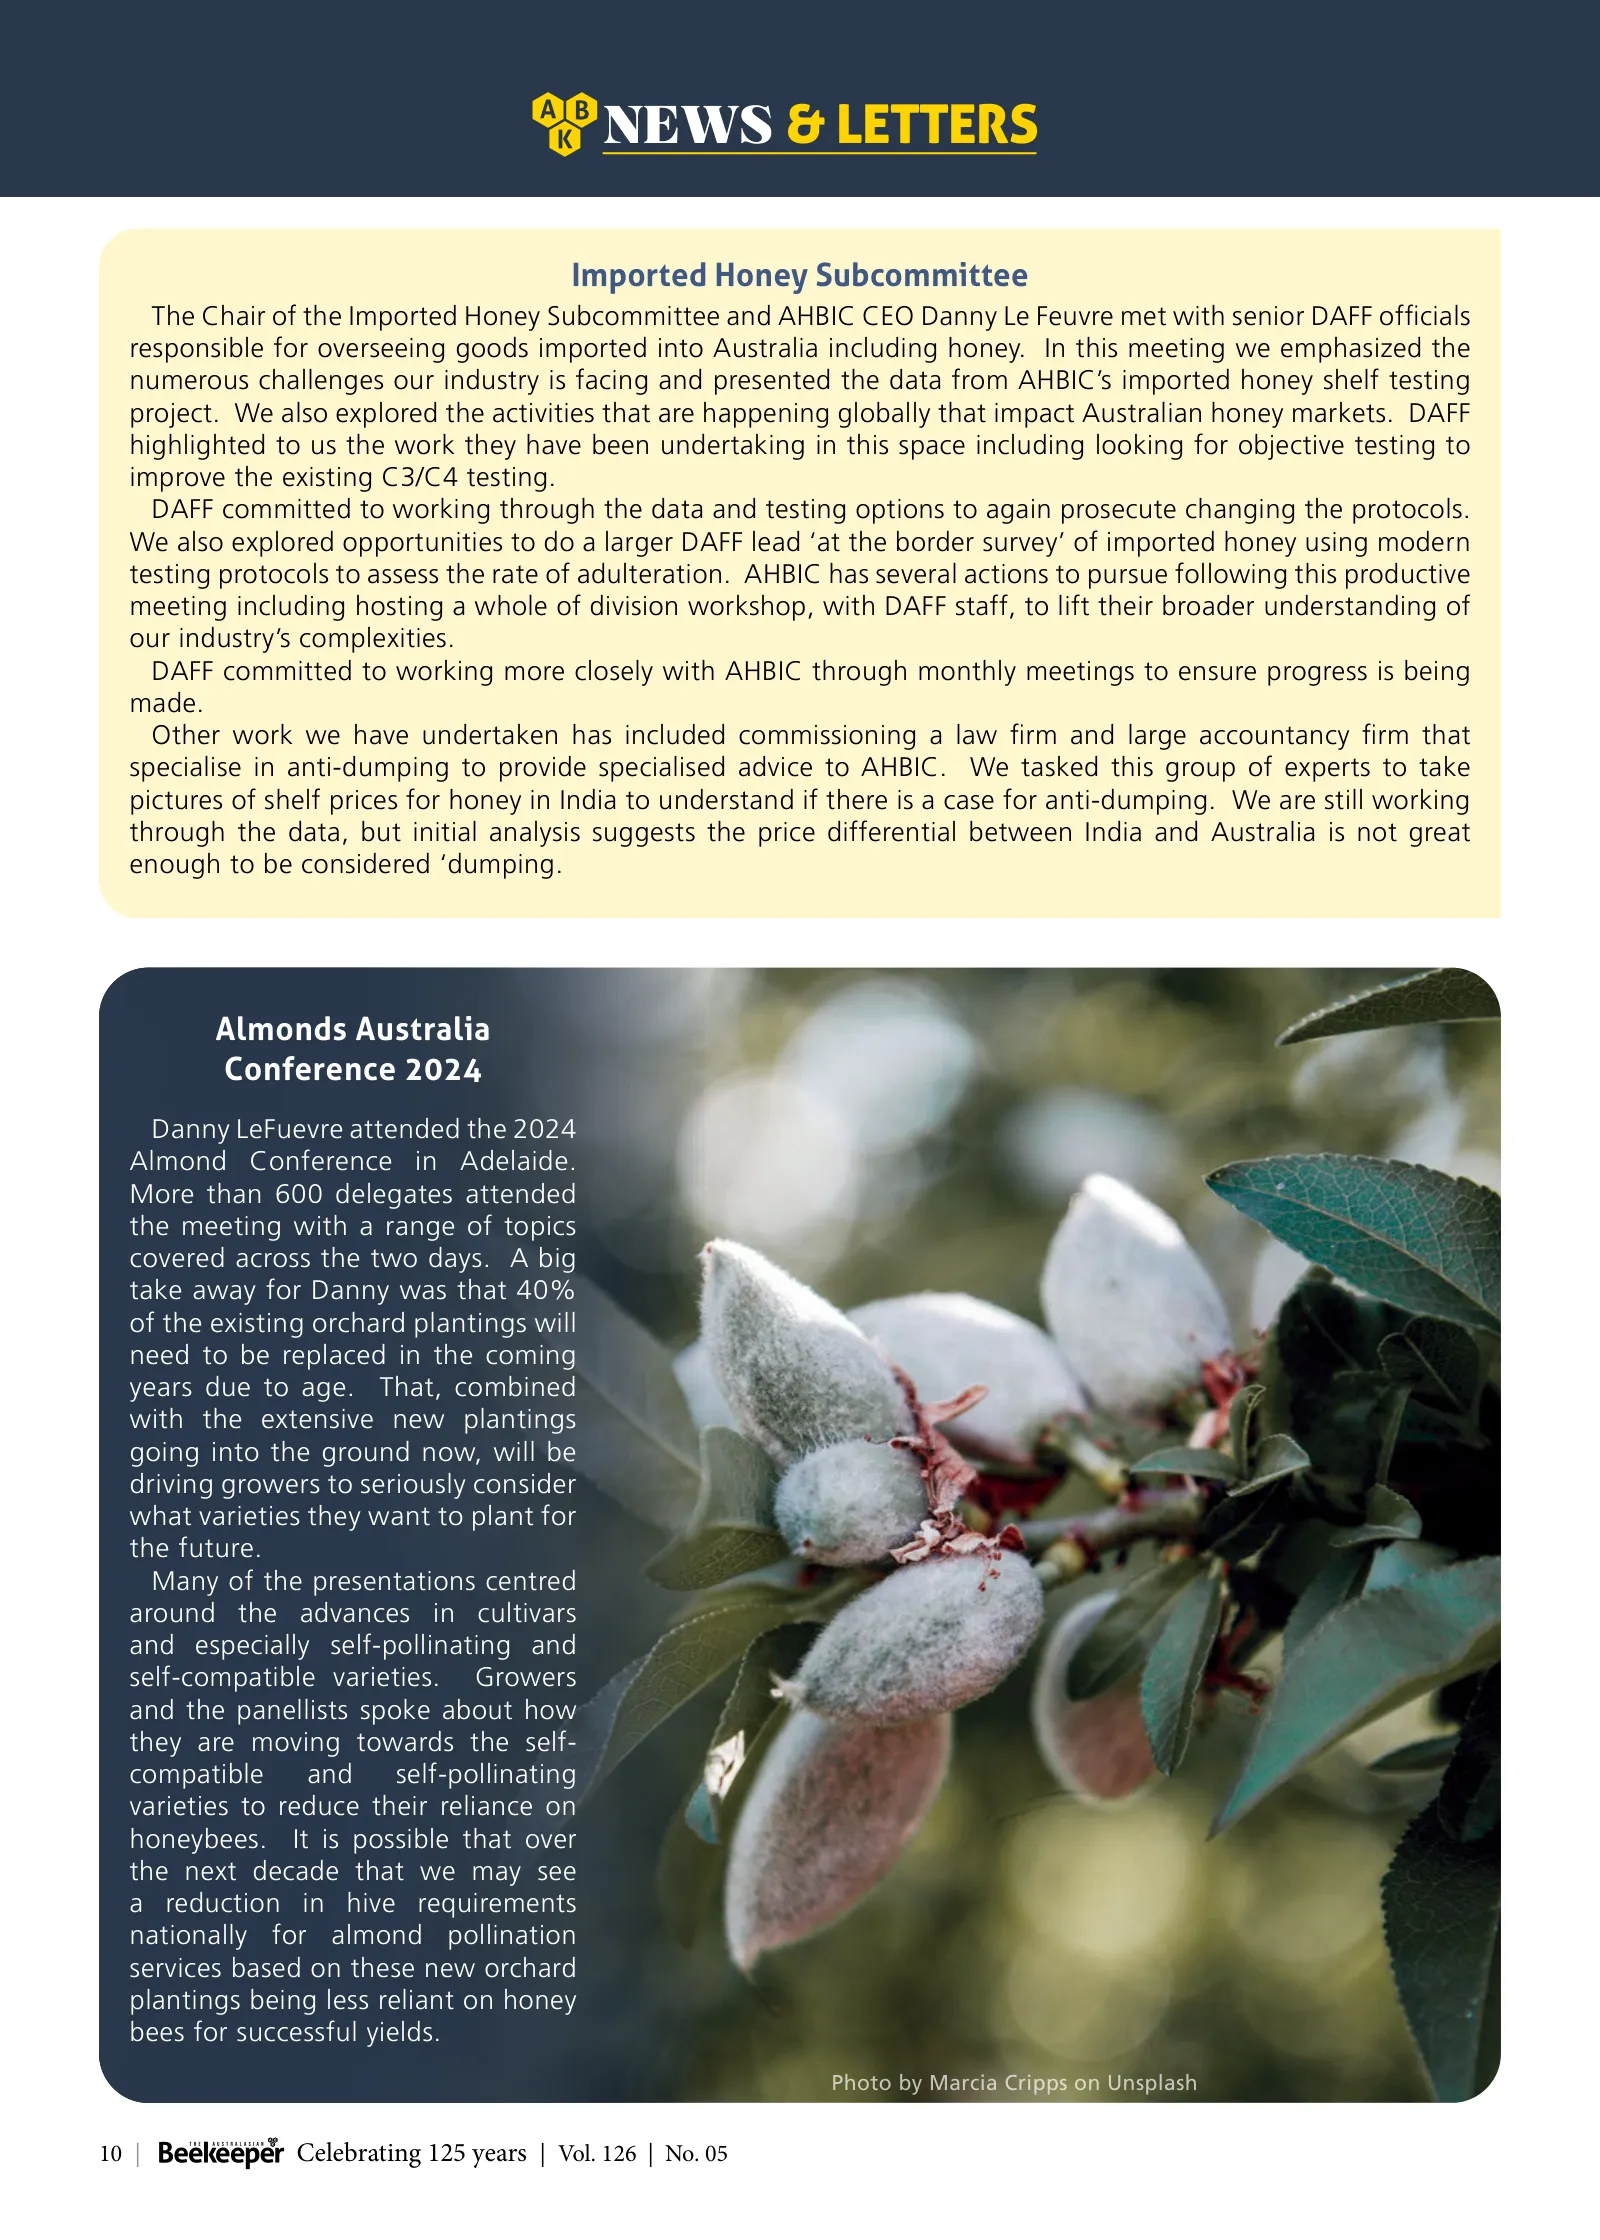 A B K NEWS & LETTERS
Imported Honey Subcommittee
The Chair of the Imported Honey Subcommittee and AHBIC CEO Danny Le Feuvre met with senior DAFF officials
responsible for overseeing goods imported into Australia including honey. In this meeting we emphasized the
numerous challenges our industry is facing and presented the data from AHBIC’s imported honey shelf testing
project. We also explored the activities that are happening globally that impact Australian honey markets. DAFF
highlighted to us the work they have been undertaking in this space including looking for objective testing to
improve the existing C3/C4 testing.
DAFF committed to working through the data and testing options to again prosecute changing the protocols.
We also explored opportunities to do a larger DAFF lead ‘at the border survey’ of imported honey using modern
testing protocols to assess the rate of adulteration. AHBIC has several actions to pursue following this productive
meeting including hosting a whole of division workshop, with DAFF staff, to lift their broader understanding of
our industry’s complexities.
DAFF committed to working more closely with AHBIC through monthly meetings to ensure progress is being
made.
Other work we have undertaken has included commissioning a law firm and large accountancy firm that
specialise in anti-dumping to provide specialised advice to AHBIC. We tasked this group of experts to take
pictures of shelf prices for honey in India to understand if there is a case for anti-dumping. We are still working
through the data, but initial analysis suggests the price differential between India and Australia is not great
enough to be considered ‘dumping.
Almonds Australia
Conference 2024
Danny LeFuevre attended the 2024
Almond Conference in Adelaide.
More than 600 delegates attended
the meeting with a range of topics
covered across the two days. A big
take away for Danny was that 40%
of the existing orchard plantings will
need to be replaced in the coming
years due to age. That, combined
with the extensive new plantings
going into the ground now, will be
driving growers to seriously consider
what varieties they want to plant for
the future.
Many of the presentations centred
around the advances in cultivars
and especially self-pollinating and
self-compatible varieties. Growers
and the panellists spoke about how
they are moving towards the self-
compatible and self-pollinating
varieties to reduce their reliance on
honeybees. It is possible that over
the next decade that we may see
a reduction in hive requirements
nationally for almond pollination
services based on these new orchard
plantings being less reliant on honey
bees for successful yields.
Photo by Marcia Cripps on Unsplash
10 | THE AUSTRALASIAN Beekeeper Celebrating 125 years | Vol. 126 | No. 05